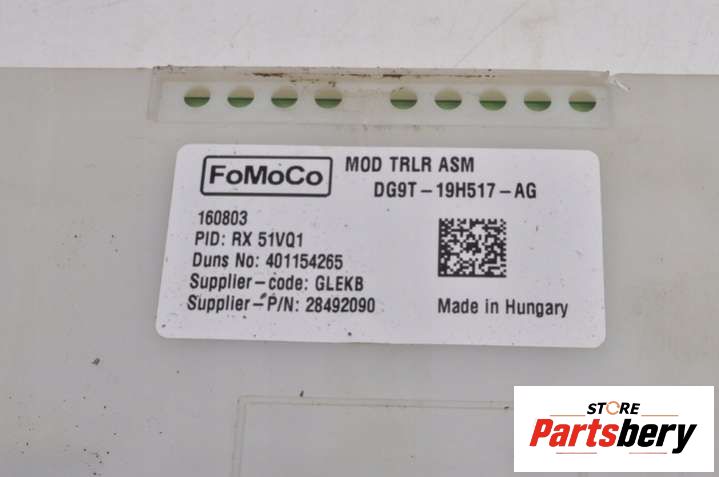 FoMoCo
MOD TRLR ASM
DG9T-19H517-AG
160803
PID: RX 51VQ1
Duns No: 401154265
Supplier-code: GLEKB
Supplier-P/N: 28492090
Made in Hungary
STORE
Partsbery